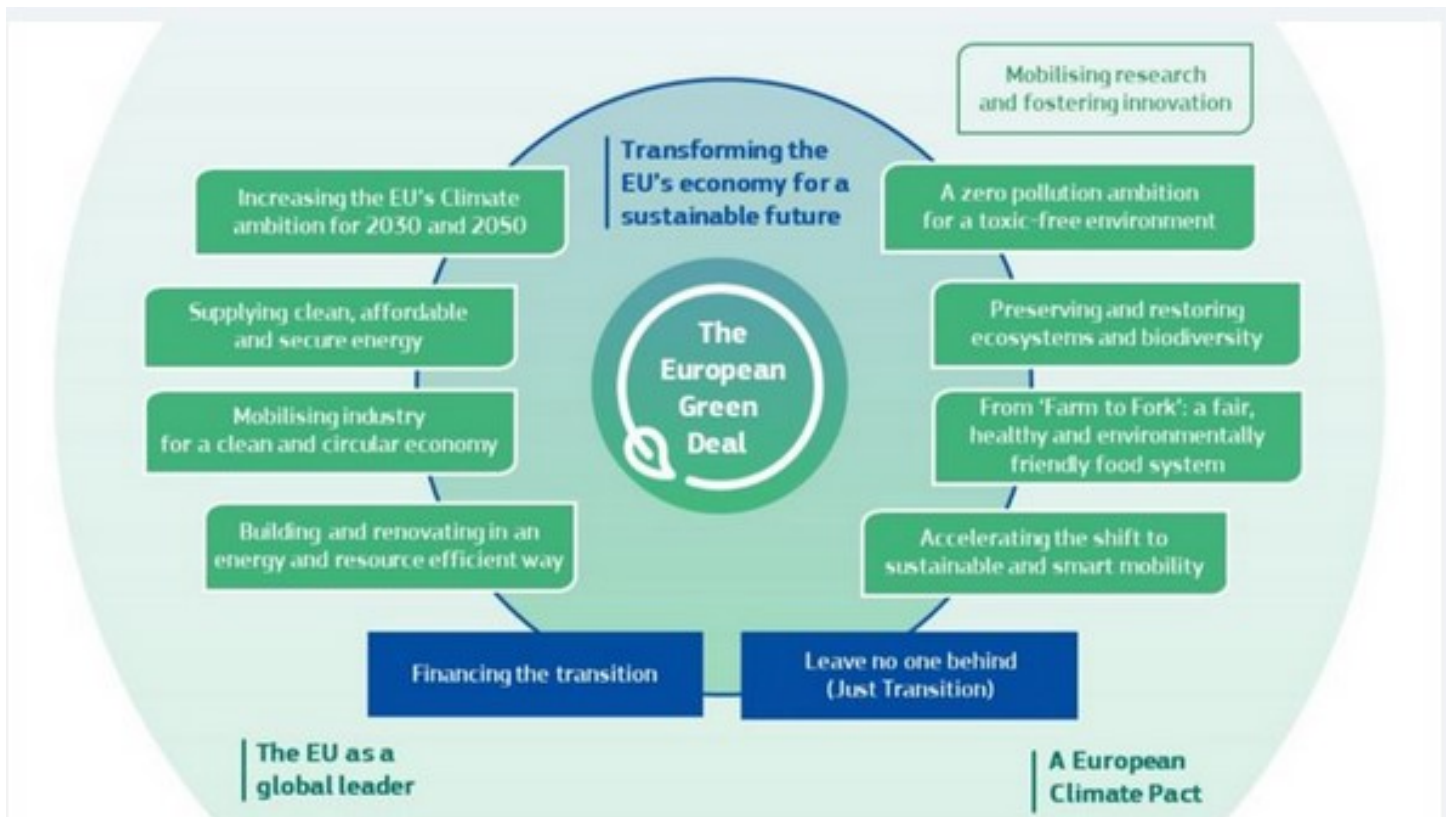 Mobilising research
and fostering innovation
Transforming the
EU's economy for a
sustainable future
Increasing the EU's Climate
ambition for 2030 and 2050
Supplying clean, affordable
and secure energy
Mobilising industry
for a clean and circular economy
Building and renovating in an
energy and resource efficient way
The
European
Green
Deal
A zero pollution ambition
for a toxic-free environment
Preserving and restoring
ecosystems and biodiversity
From 'Farm to Fork': a fair,
healthy and environmentally
friendly food system
Accelerating the shift to
sustainable and smart mobility
Financing the transition
Leave no one behind
(Just Transition)
The EU as a
global leader
A European
Climate Pact